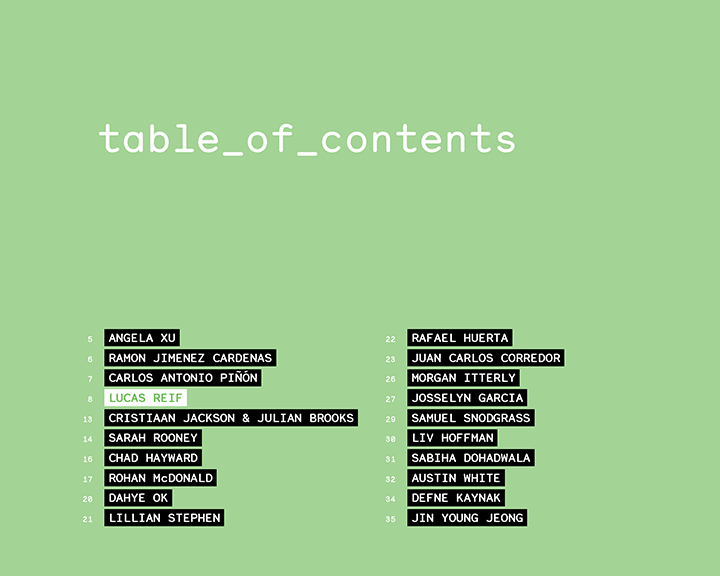 table_of_contents
5 ANGELA XU
6 RAMON JIMENEZ CARDENAS
7 CARLOS ANTONIO PIÑÓN
8 LUCAS REIF
13 CRISTIAAN JACKSON & JULIAN BROOKS
14 SARAH ROONEY
16 CHAD HAYWARD
17 ROHAN McDONALD
20 DAHYE OK
21 LILLIAN STEPHEN
22 RAFAEL HUERTA
23 JUAN CARLOS CORREDOR
26 MORGAN ITTERLY
27 JOSSELYN GARCIA
29 SAMUEL SNODGRASS
30 LIV HOFFMAN
31 SABIHA DOHADWALA
32 AUSTIN WHITE
34 DEFNE KAYNAK
35 JIN YOUNG JEONG